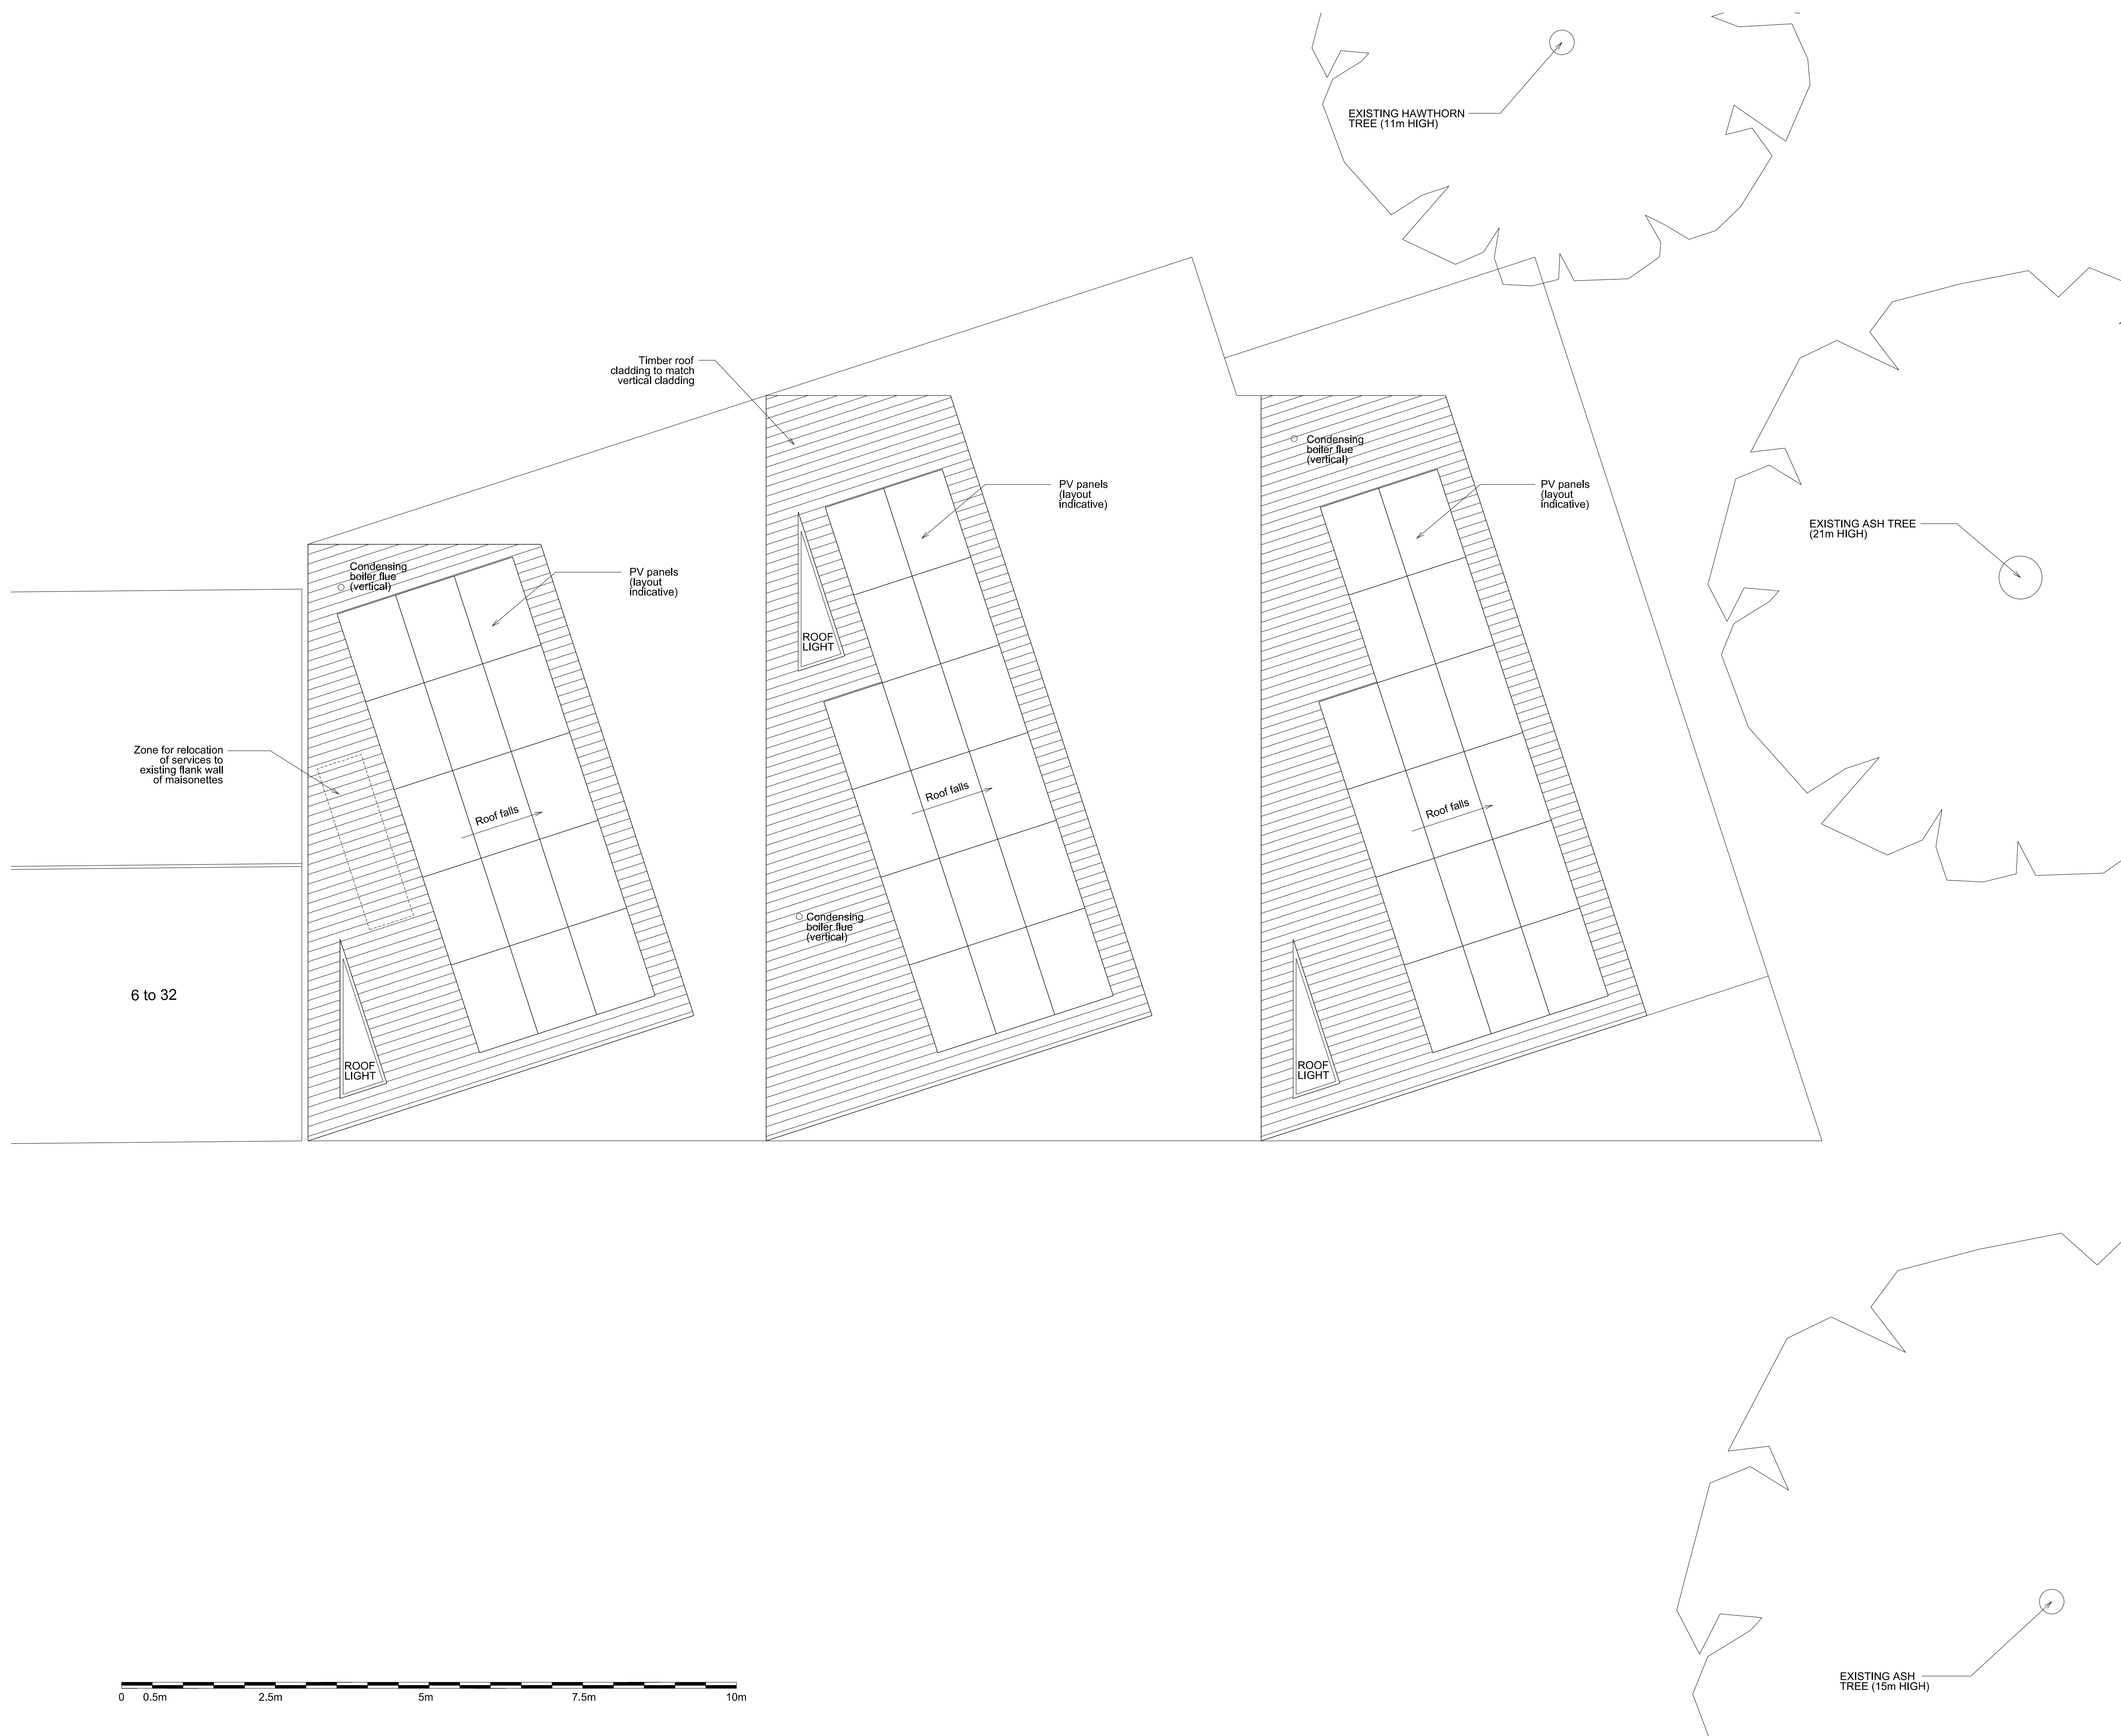 EXISTING HAWTHORN
TREE (11m HIGH)
Timber roof
cladding to match
vertical cladding
Condensing
boiler flue
(vertical)
PV panels
(layout
indicative)
PV panels
(layout
indicative)
EXISTING ASH TREE
(21m HIGH)
Condensing
boiler flue
(vertical)
PV panels
(layout
indicative)
ROOF
LIGHT
Zone for relocation
of services to
existing flank wall
of maisonettes
Roof falls
Roof falls
Roof falls
Condensing
boiler flue
(vertical)
6 to 32
ROOF
LIGHT
ROOF
LIGHT
EXISTING ASH
TREE (15m HIGH)
0 0.5m 2.5m 5m 7.5m 10m